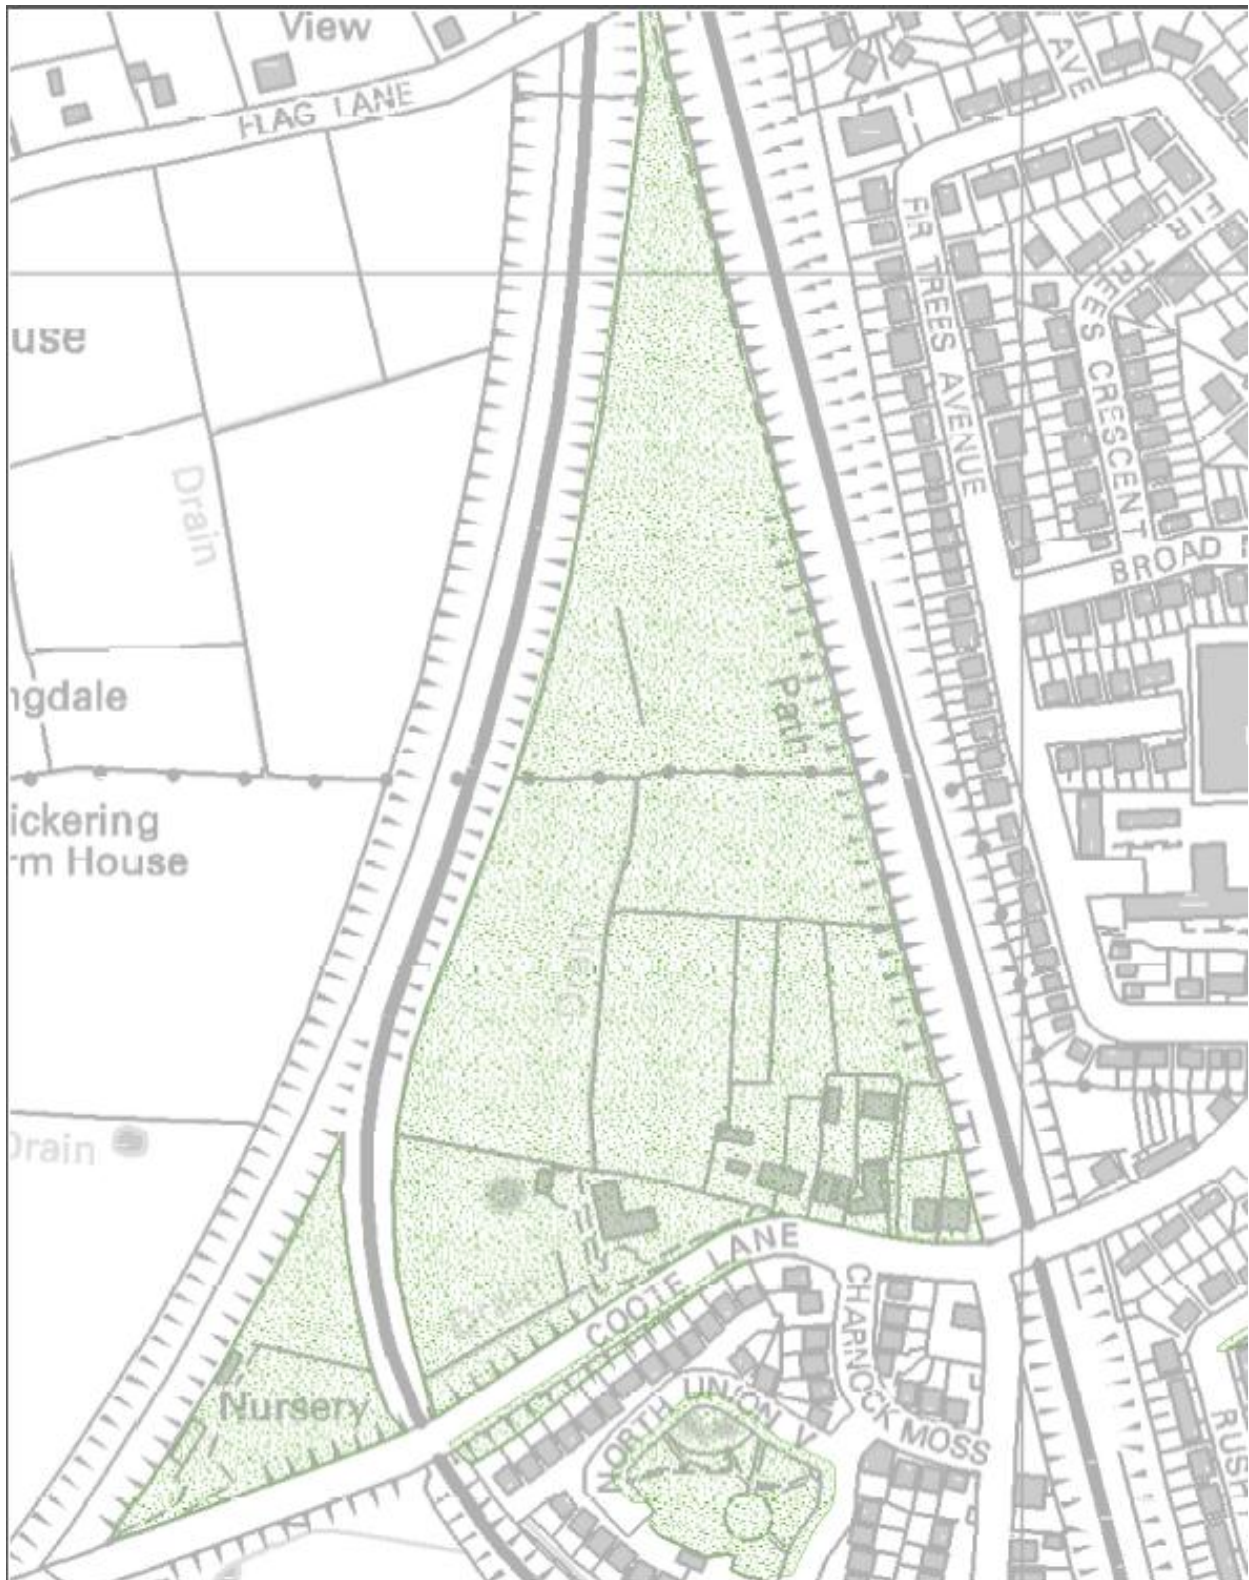 View
FLAG LANE
AVE
FIR TREES AVENUE
FIR TREES CRESCENT
use
Drain
BROAD
ngdale
Path
ickering
rm House
Drain
Drain
COOTE LANE
CHARNOCK MOSS
Nursery
NORTH UNION
RUSH